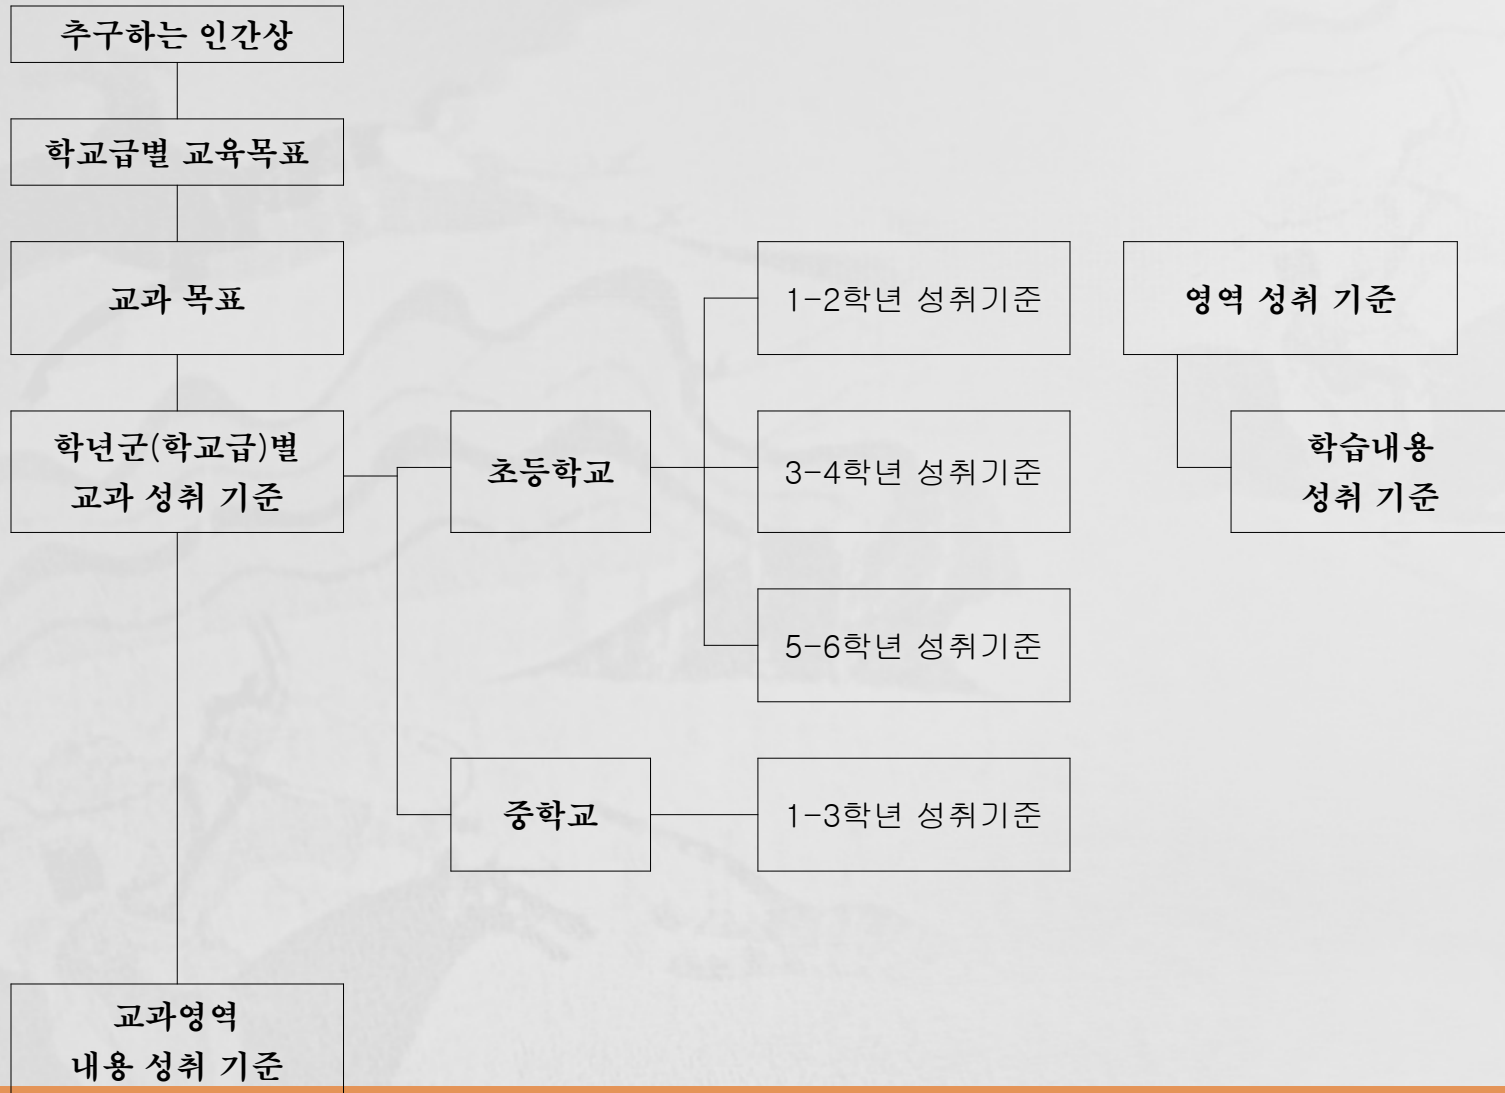 추구하는 인간상
학교급별 교육목표
교과 목표
1-2학년 성취기준
영역 성취 기준
학년군(학교급)별
교과 성취 기준
초등학교
3-4학년 성취기준
학습내용
성취 기준
5-6학년 성취기준
중학교
1-3학년 성취기준
교과영역
내용 성취 기준